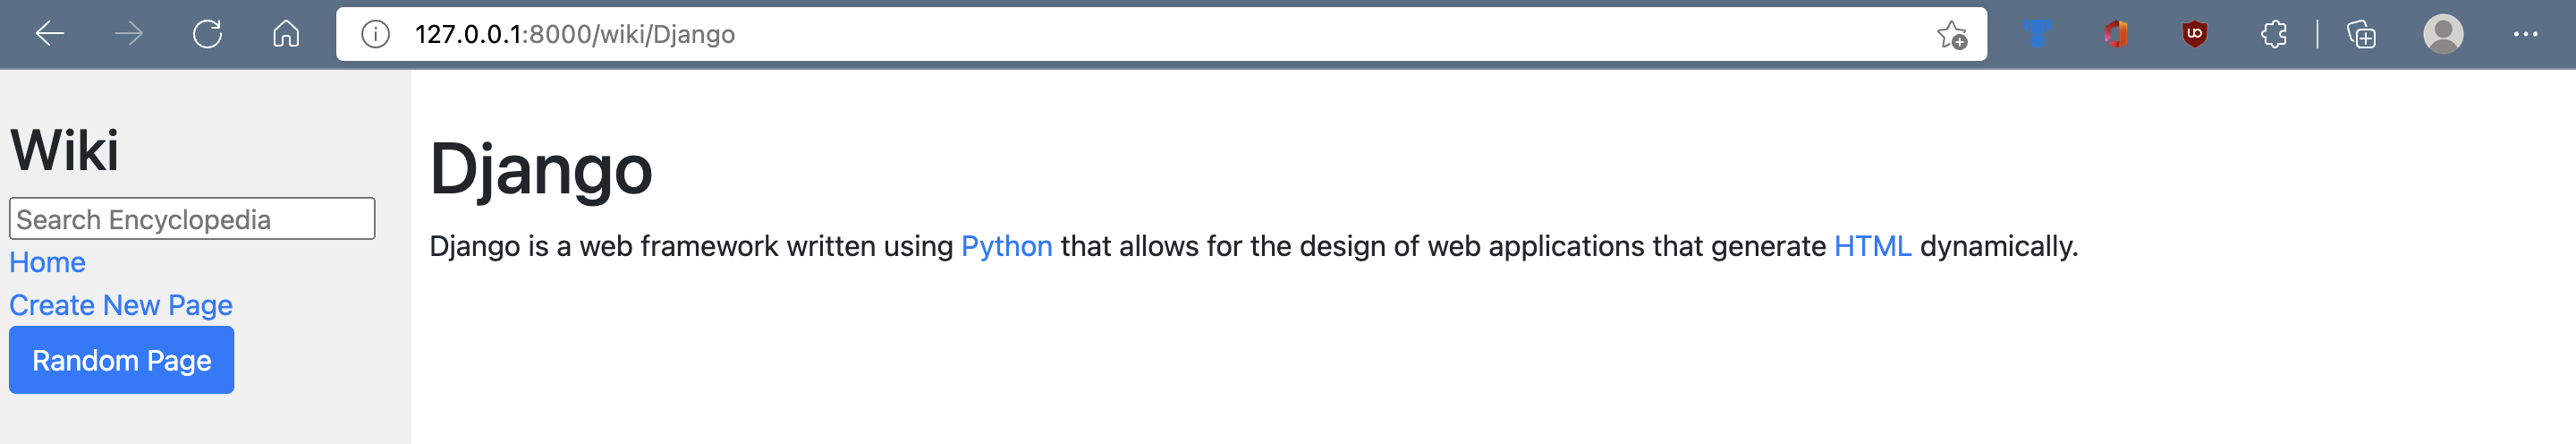 127.0.0.1:8000/wiki/Django
Wiki
Search Encyclopedia
Home
Create New Page
Random Page
Django
Django is a web framework written using Python that allows for the design of web applications that generate HTML dynamically.